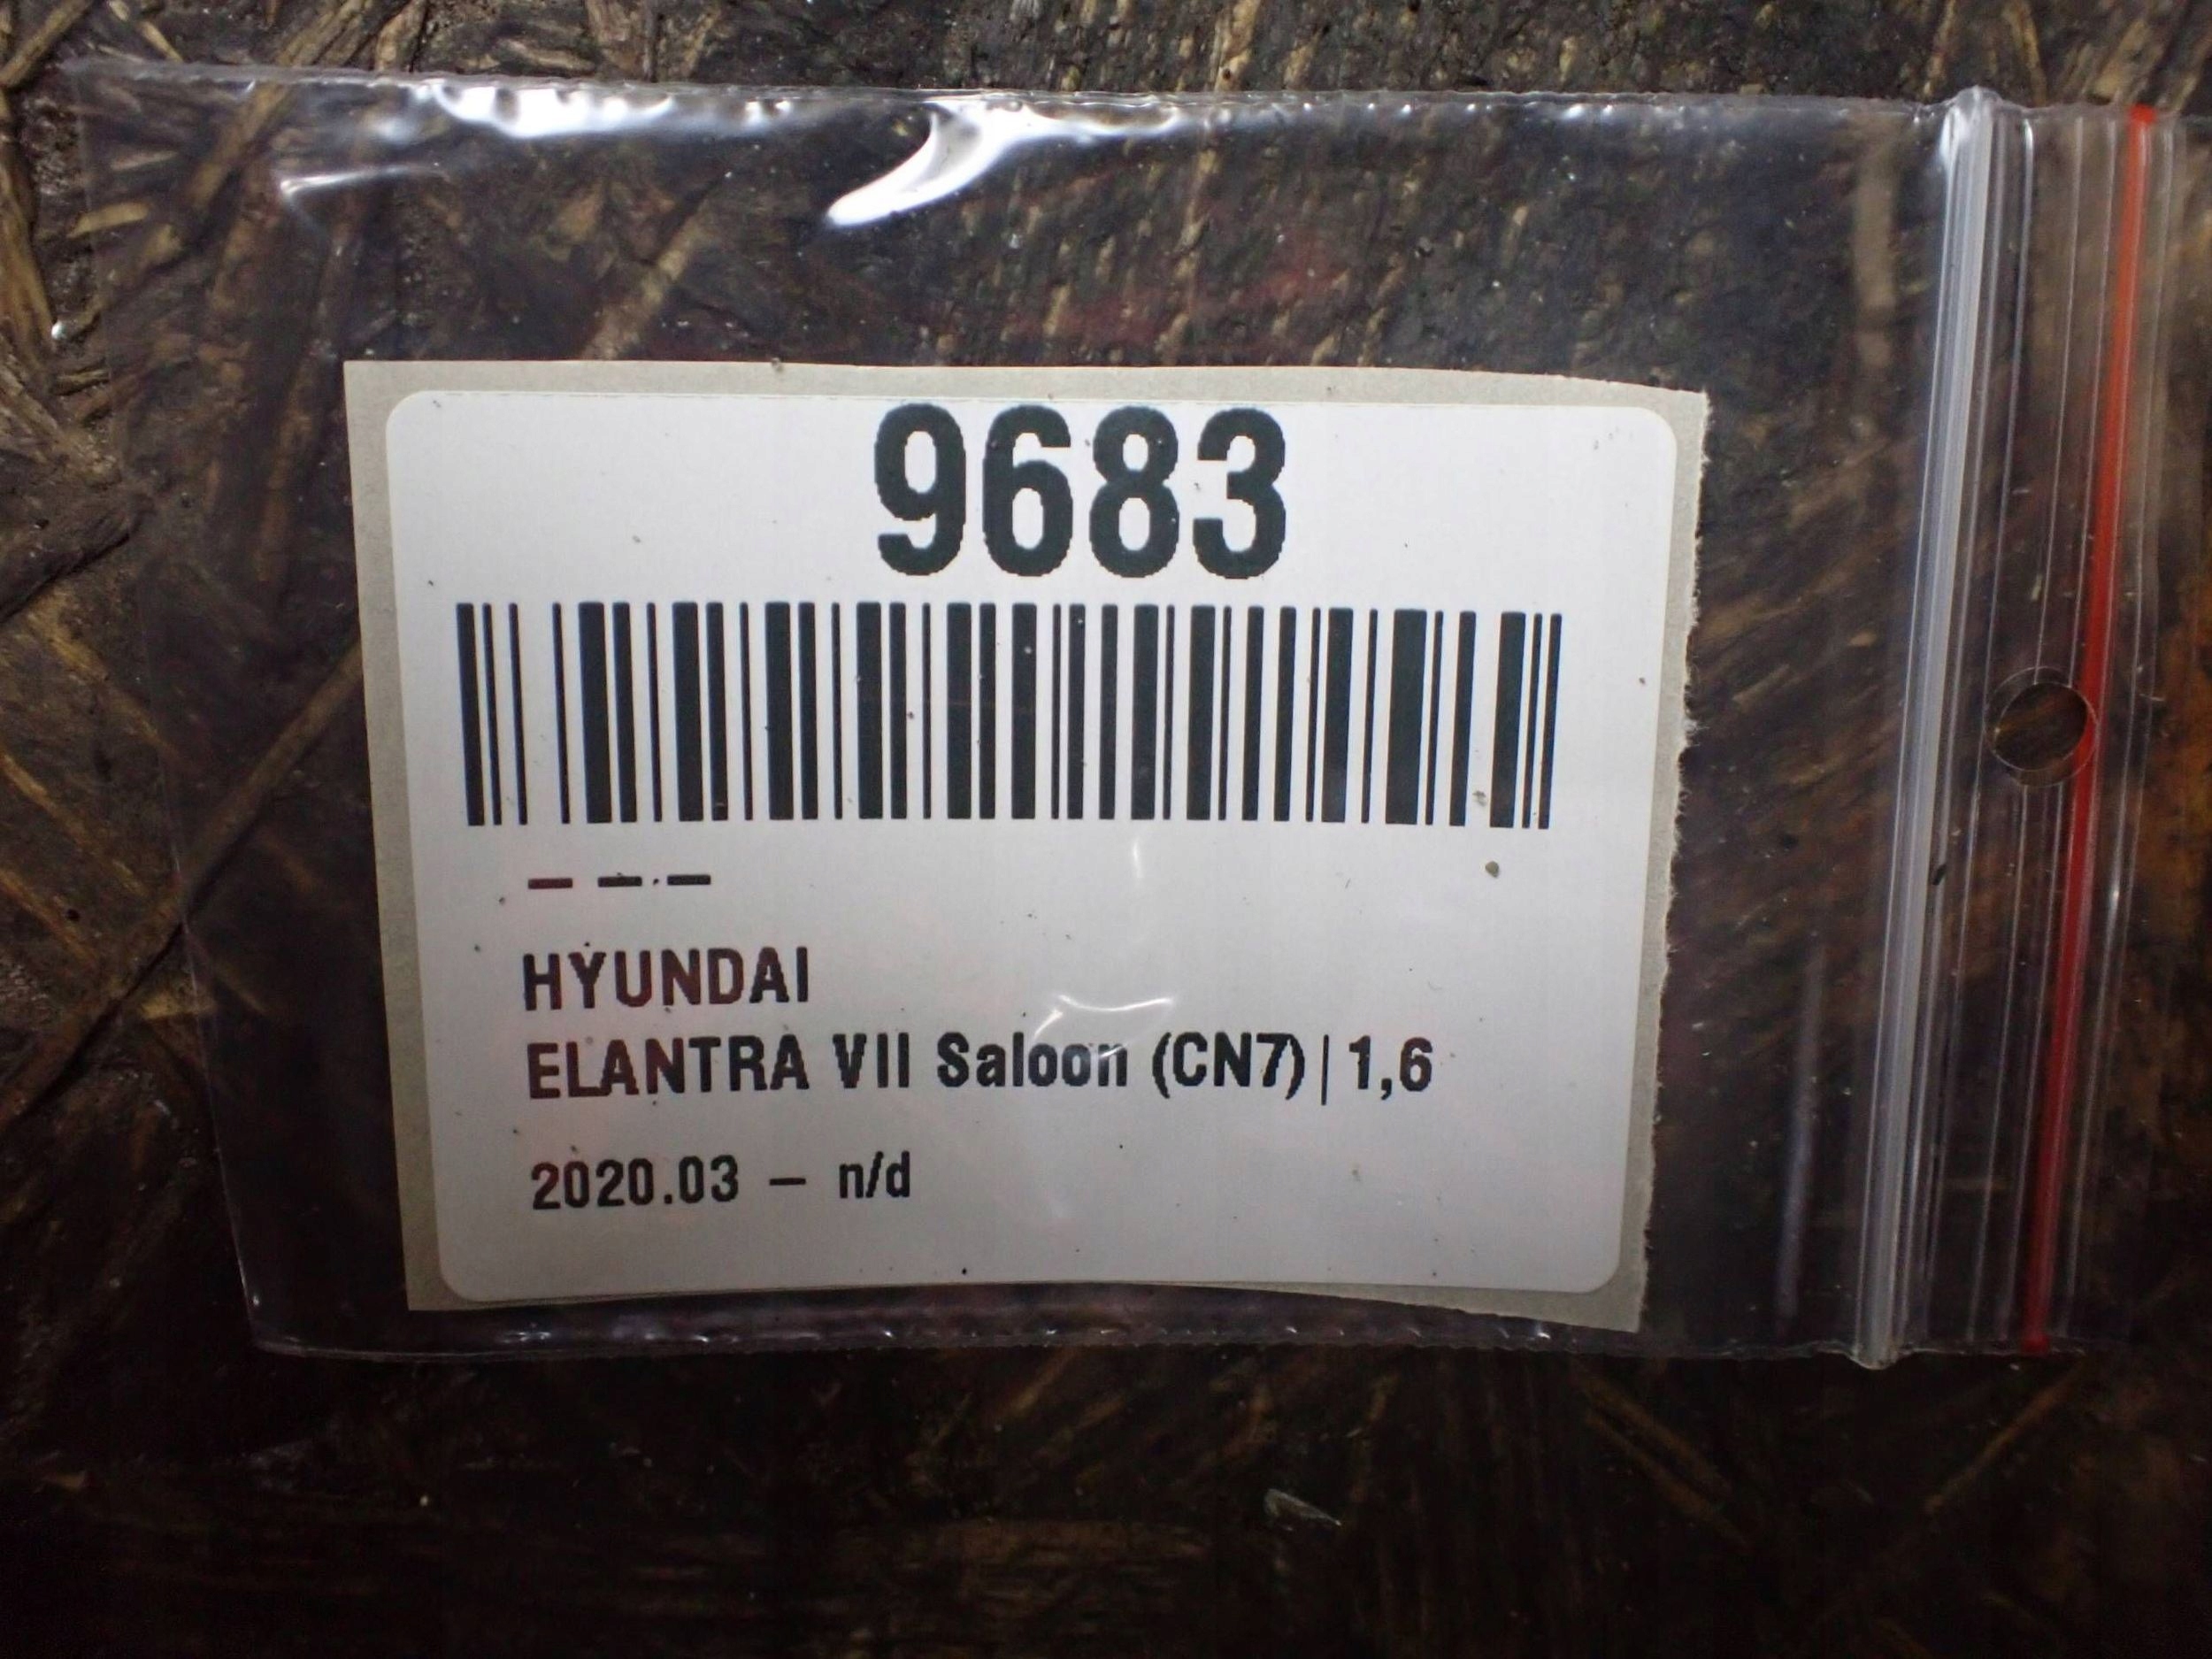 9683
– – –
HYUNDAI
ELANTRA VII Saloon (CN7)| 1,6
2020.03 – n/d